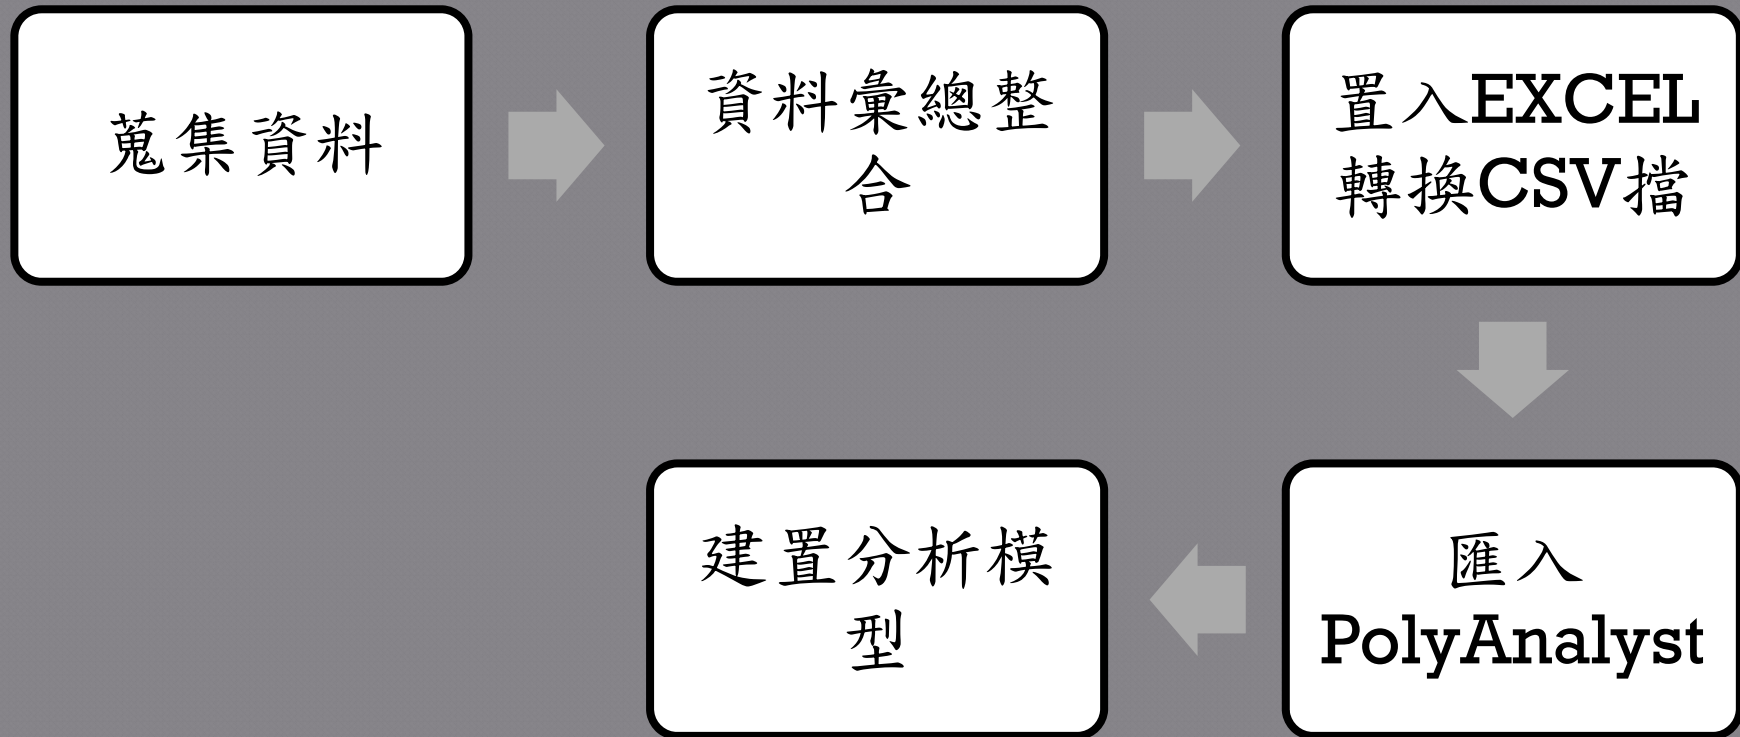 蒐集資料
資料彙總整
合
置入EXCEL
轉換CSV擋
匯入
PolyAnalyst
建置分析模
型